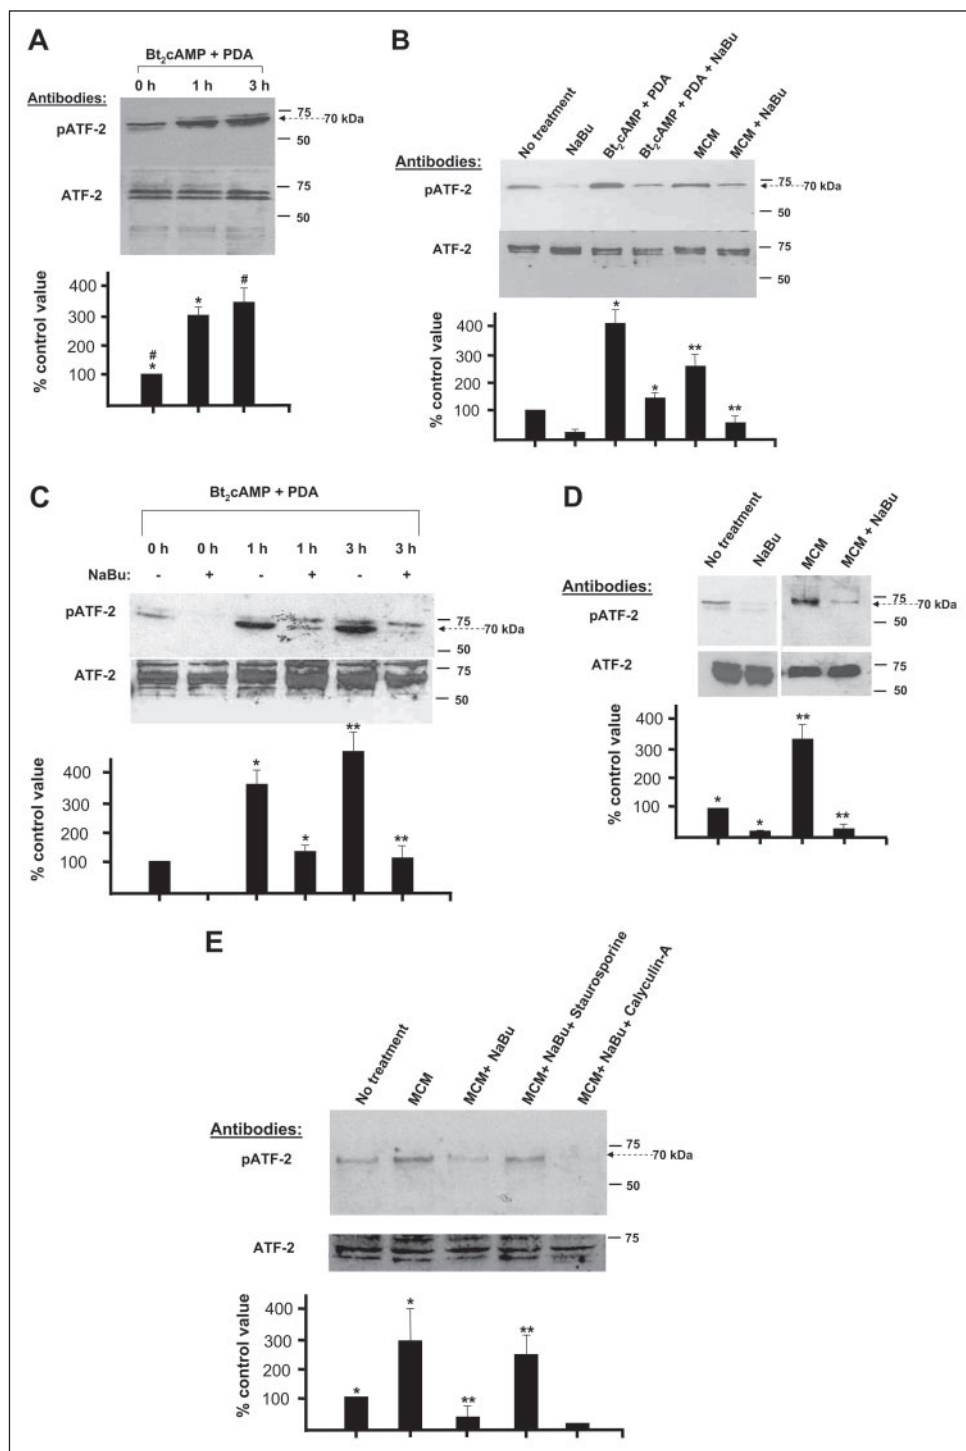 A
Bt₂cAMP + PDA
0 h 1 h 3 h
Antibodies:
pATF-2
75
70 kDa
50
ATF-2
75
50
% control value
400
300
200
100
#
*
*
#
B
No treatment
NaBu
Bt₂cAMP + PDA
Bt₂cAMP + PDA + NaBu
MCM
MCM + NaBu
Antibodies:
pATF-2
75
70 kDa
50
ATF-2
75
50
% control value
400
300
200
100
*
*
**
**
C
Bt₂cAMP + PDA
0 h 0 h 1 h 1 h 3 h 3 h
NaBu: - + - + - +
pATF-2
75
70 kDa
50
ATF-2
75
50
% control value
400
300
200
100
*
*
**
**
D
No treatment
NaBu
MCM
MCM + NaBu
Antibodies:
pATF-2
75
70 kDa
50
ATF-2
75
50
% control value
400
300
200
100
*
*
**
**
E
No treatment
MCM
MCM+ NaBu
MCM+ NaBu+ Staurosporine
MCM+ NaBu + Calyculin-A
Antibodies:
pATF-2
75
70 kDa
50
ATF-2
75
% control value
400
300
200
100
*
*
**
**